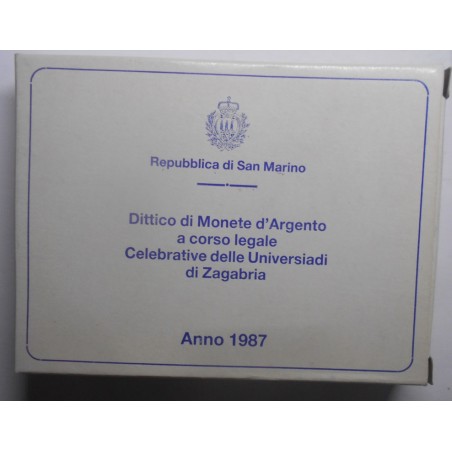 Repubblica di San Marino
Dittico di Monete d'Argento
a corso legale
Celebrative delle Universiadi
di Zagabria
Anno 1987